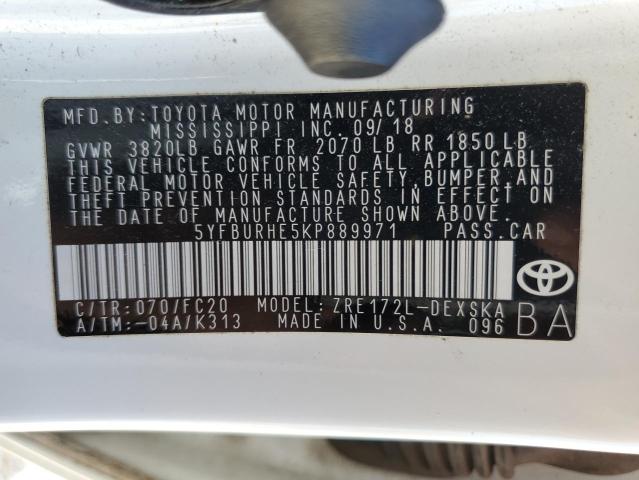 MFD.BY:TOYOTA MOTOR MANUFACTURING
MISSISSIPPI INC. 09/18
GVWR 3820LB GAWR FR 2070 LB RR 1850 LB
THIS VEHICLE CONFORMS TO ALL APPLICABLE
FEDERAL MOTOR VEHICLE SAFETY, BUMPER, AND
THEFT PREVENTION STANDARDS IN EFFECT ON
THE DATE OF MANUFACTURE SHOWN ABOVE.
5YFBURHE5KP889971 PASS.CAR
C/TR: 070/FC20 MODEL: ZRE172L-DEXSKA
A/TM:-04A/K313 MADE IN U.S.A. 096 BA